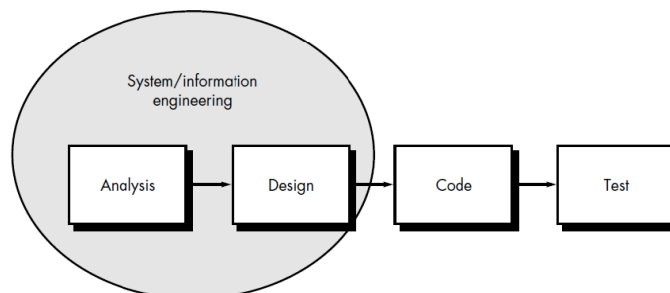 System/information
engineering
Analysis
Design
Code
Test